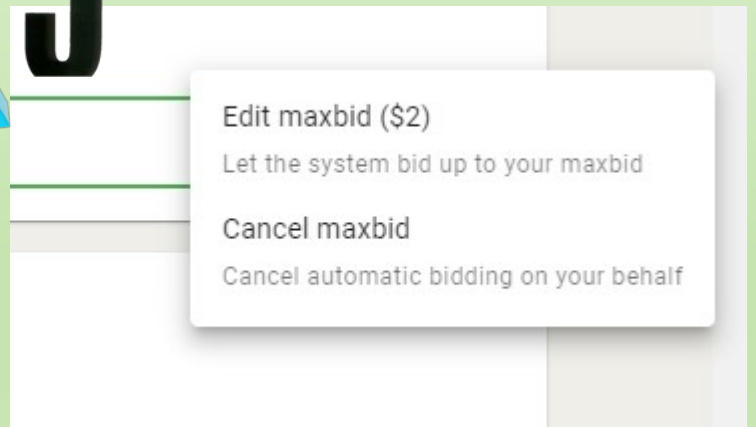 J
Edit maxbid ($2)
Let the system bid up to your maxbid
Cancel maxbid
Cancel automatic bidding on your behalf